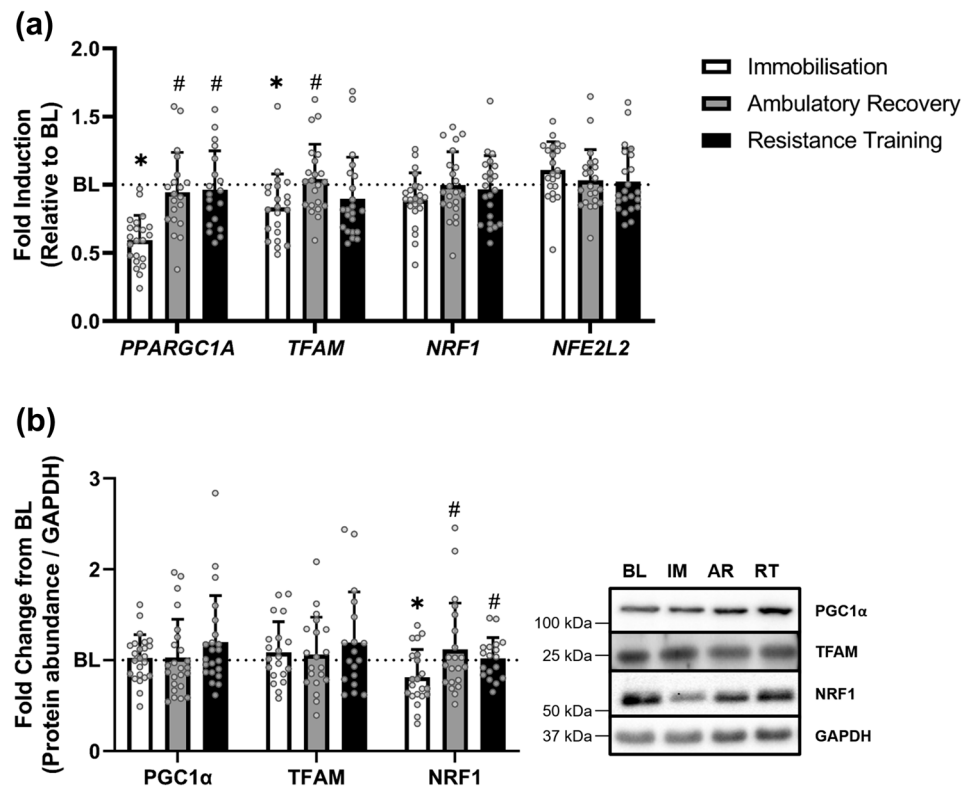 (a)
Fold Induction
(Relative to BL)
2.0
1.5
BL
0.5
0.0
* # # * #
PPARGC1A TFAM NRF1 NFE2L2
Immobilisation
Ambulatory Recovery
Resistance Training
(b)
Fold Change from BL
(Protein abundance / GAPDH)
3
2
BL
0
* # #
PGC1α TFAM NRF1
BL IM AR RT
100 kDa PGC1α
25 kDa TFAM
50 kDa NRF1
37 kDa GAPDH